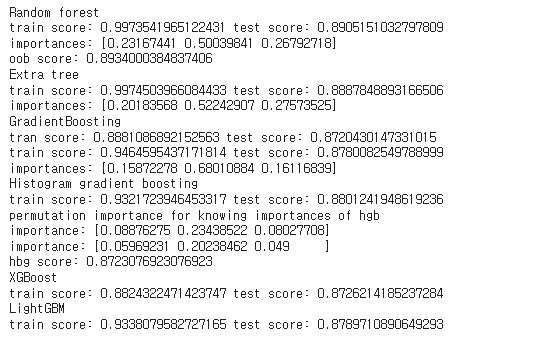 Random forest
train score: 0.9973541965122431 test score: 0.8905151032797809
importances: [0.23167441 0.50039841 0.26792718]
oob score: 0.8934000384837406
Extra tree
train score: 0.9974503966084433 test score: 0.8887848893166506
importances: [0.20183568 0.52242907 0.27573525]
GradientBoosting
tran score: 0.8881086892152563 test score: 0.8720430147331015
train score: 0.9464595437171814 test score: 0.8780082549788999
importances: [0.15872278 0.68010884 0.16116839]
Histogram gradient boosting
train score: 0.9321723946453317 test score: 0.8801241948619236
permutation importance for knowing importances of hgb
importance: [0.08876275 0.23438522 0.08027708]
importance: [0.05969231 0.20238462 0.049     ]
hbg score: 0.8723076923076923
XGBoost
train score: 0.8824322471423747 test score: 0.8726214185237284
LightGBM
train score: 0.9338079582727165 test score: 0.8789710890649293